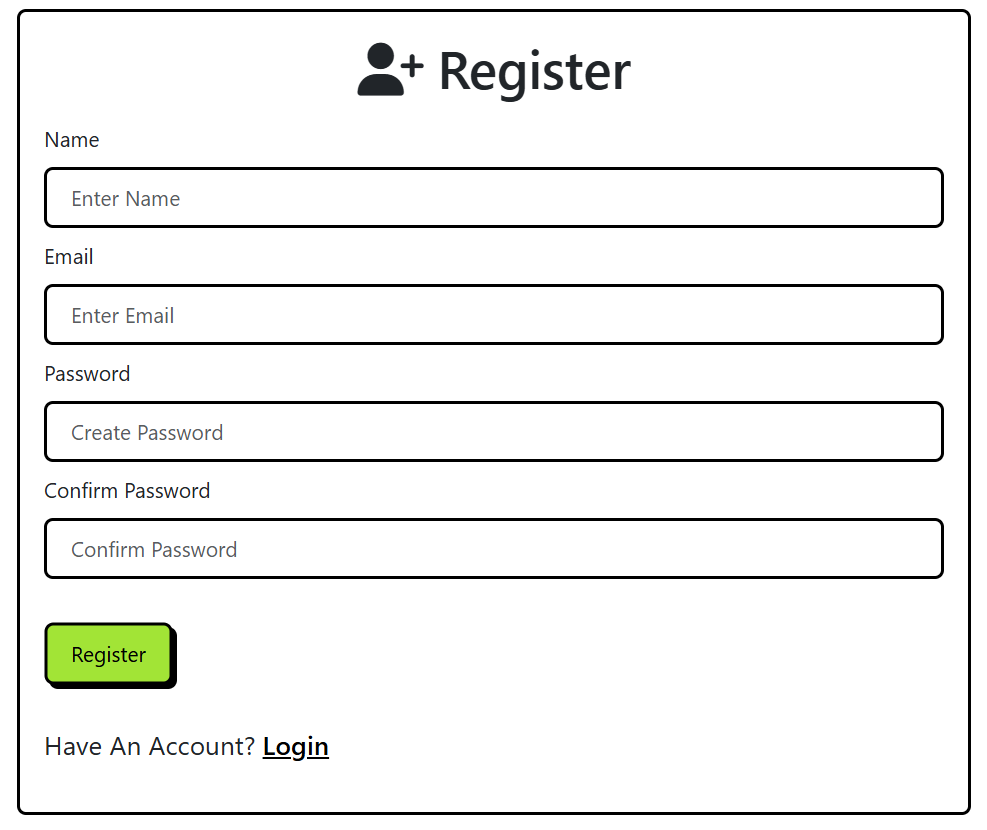 Register
Name
Enter Name
Email
Enter Email
Password
Create Password
Confirm Password
Confirm Password
Register
Have An Account? Login